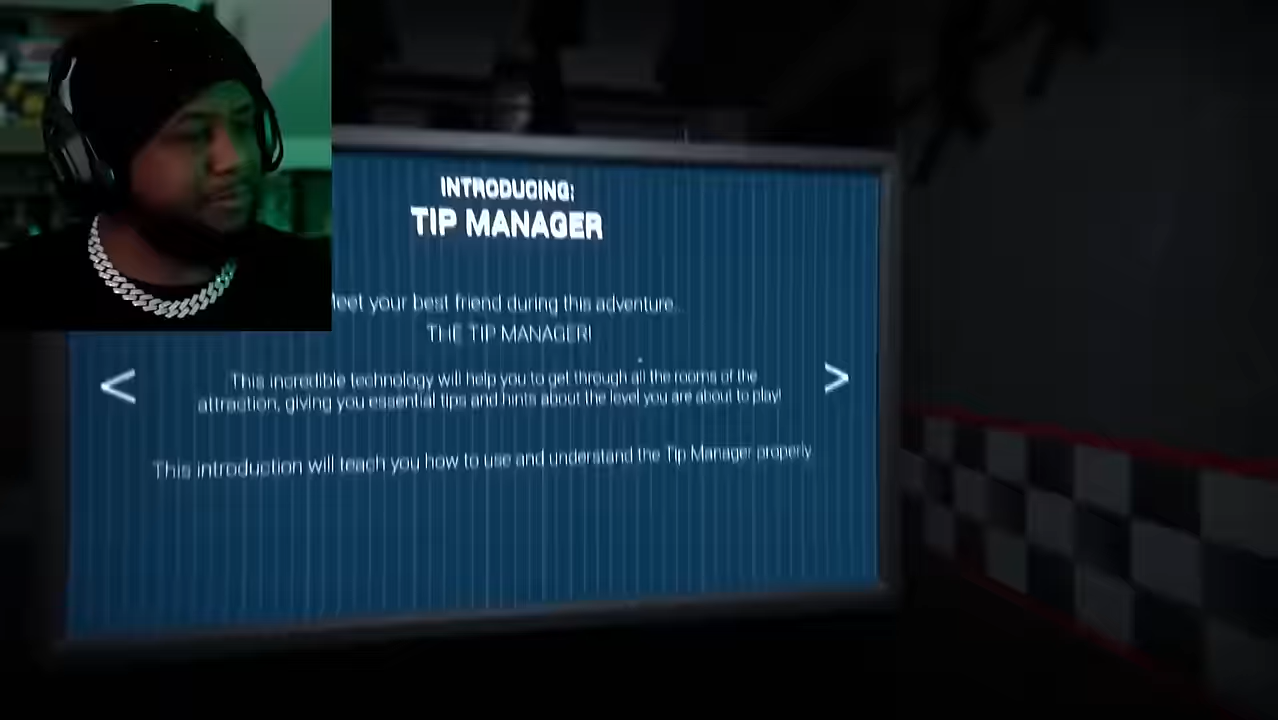 INTRODUCING:
TIP MANAGER
eet your best friend during this adventure.
THE TIP MANAGER!
< >
This incredible technology will help you to get through all the rooms of the
attraction, giving you essential tips and hints about the level you are about to play!
This introduction will teach you how to use and understand the Tip Manager properly.